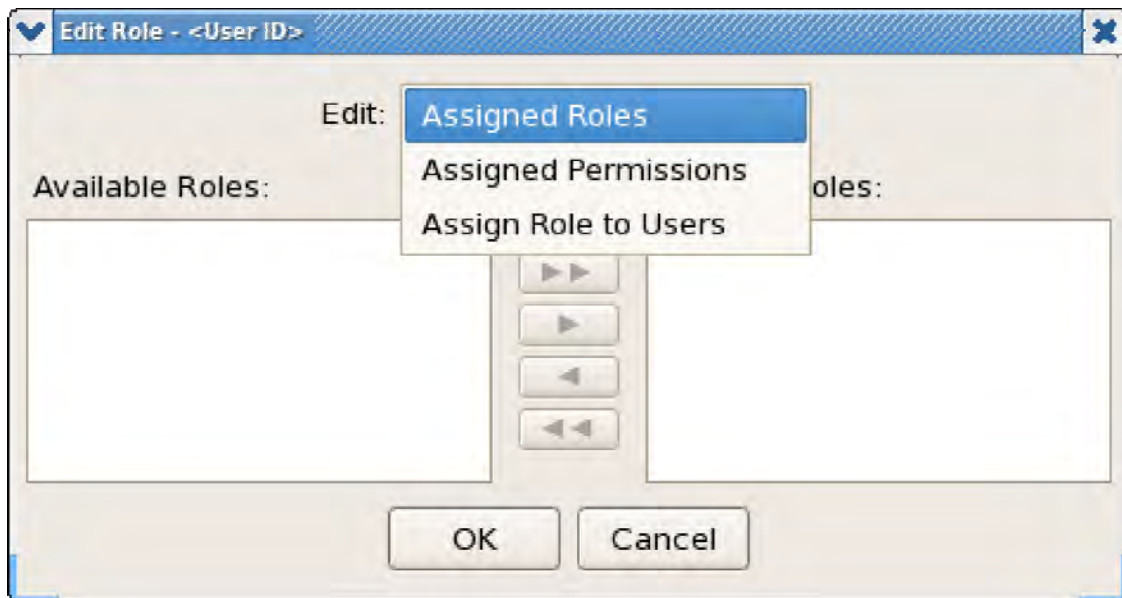 Edit Role - <User ID>
Edit:
Assigned Roles
Assigned Permissions
Assign Role to Users
Available Roles:
oles:
OK
Cancel